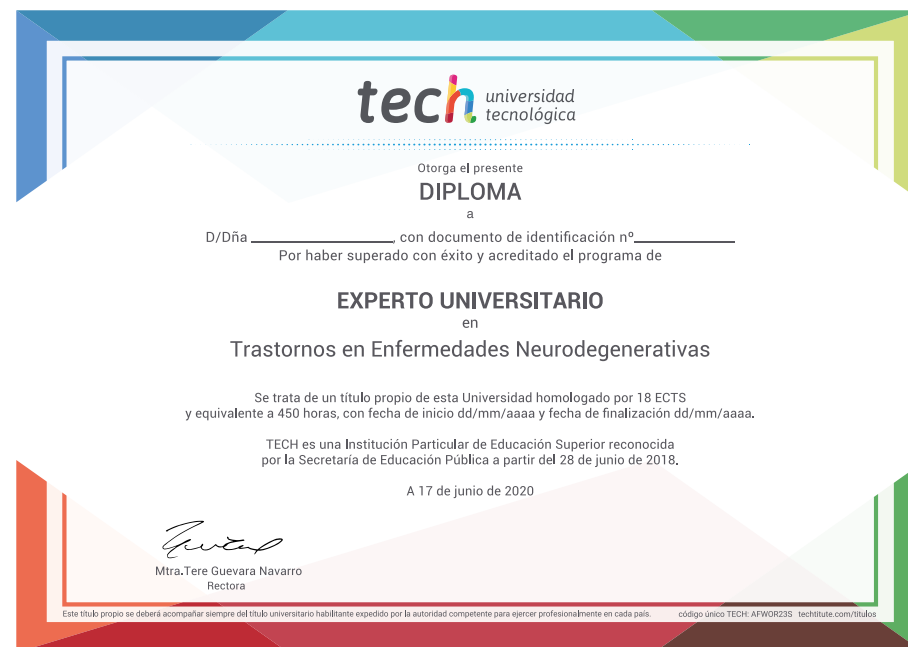 tech universidad
tecnológica
Otorga el presente
DIPLOMA
a
D/Dña ____________, con documento de identificación nº____________
Por haber superado con éxito y acreditado el programa de
EXPERTO UNIVERSITARIO
en
Trastornos en Enfermedades Neurodegenerativas
Se trata de un título propio de esta Universidad homologado por 18 ECTS
y equivalente a 450 horas, con fecha de inicio dd/mm/aaaa y fecha de finalización dd/mm/aaaa.
TECH es una Institución Particular de Educación Superior reconocida
por la Secretaría de Educación Pública a partir del 28 de junio de 2018.
A 17 de junio de 2020
Mtra.Tere Guevara Navarro
Rectora
Este título propio se deberá acompañar siempre del título universitario habilitante expedido por la autoridad competente para ejercer profesionalmente en cada país. código único TECH: AFWOR23S techtitute.com/titulos